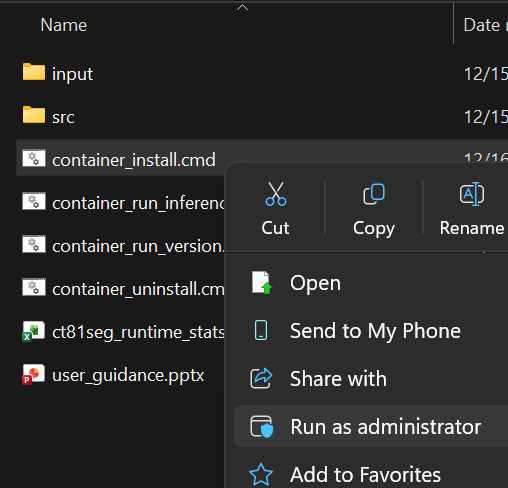 Name Date
input 12/15
src 12/15
container_install.cmd 12/16
Cut Copy Rename
container_run_inferenc
container_run_version.
Open
container_uninstall.cm
ct81seg_runtime_stats
Send to My Phone
user_guidance.pptx
Share with
Run as administrator
Add to Favorites